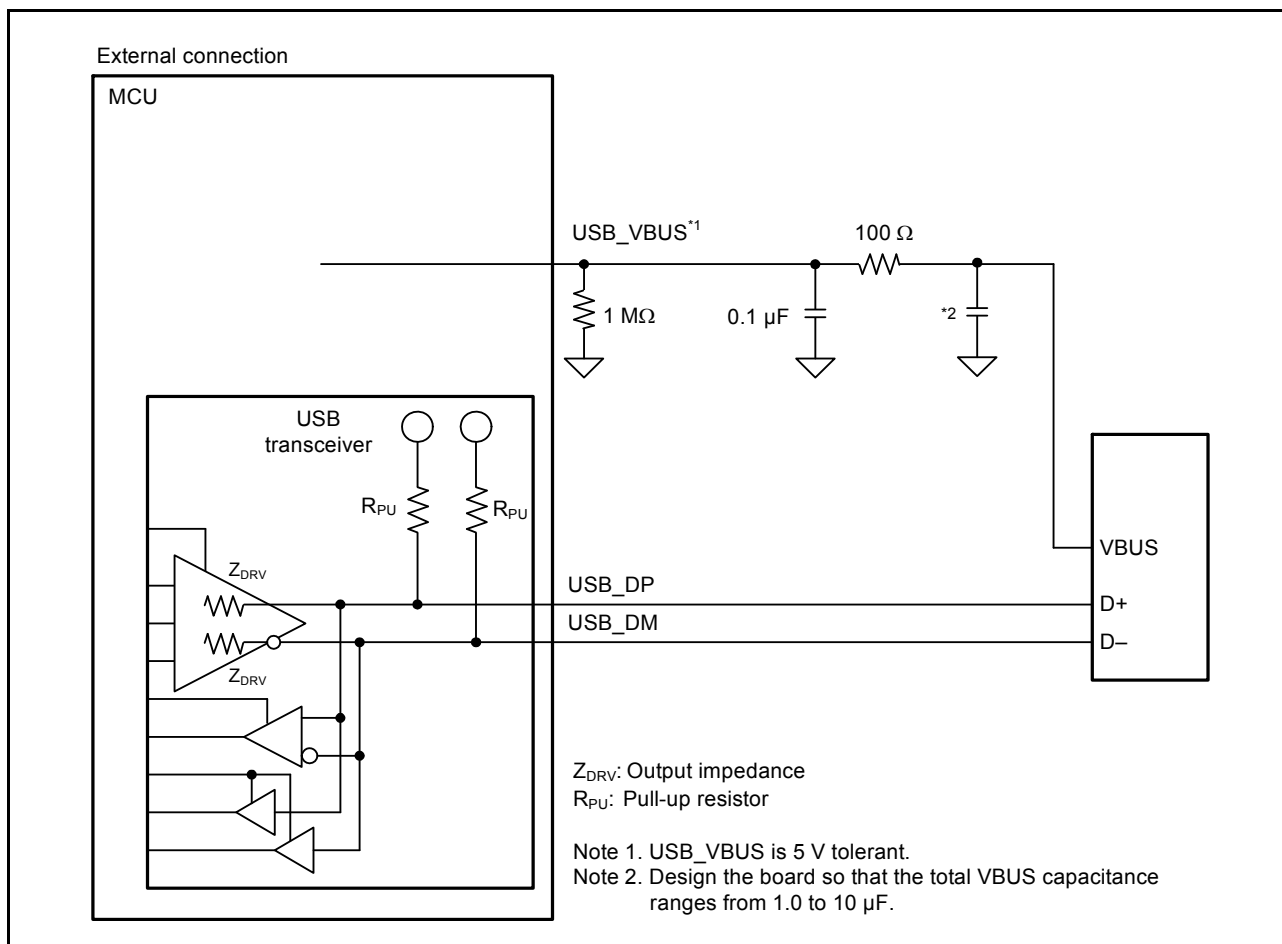 External connection
MCU
USB_VBUS*1
100 Ω
1 MΩ
0.1 µF
*2
USB
transceiver
RPU
RPU
VBUS
ZDRV
USB_DP
D+
USB_DM
D–
ZDRV
ZDRV: Output impedance
RPU: Pull-up resistor
Note 1. USB_VBUS is 5 V tolerant.
Note 2. Design the board so that the total VBUS capacitance
ranges from 1.0 to 10 µF.